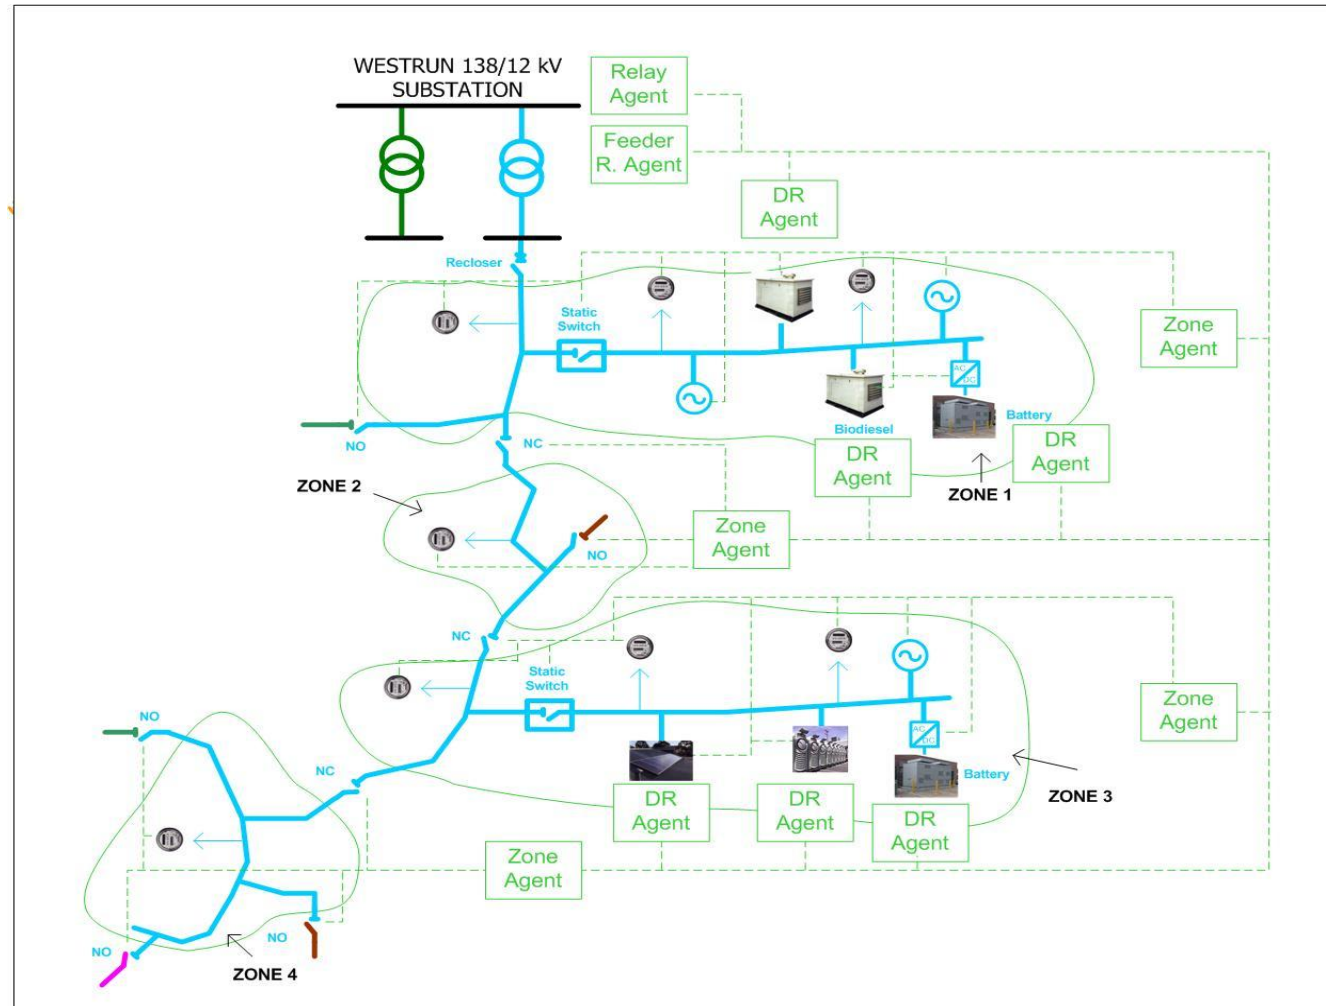 WESTRUN 138/12 kV
SUBSTATION
Relay
Agent
Feeder
R. Agent
DR
Agent
Recloser
Static
Switch
Zone
Agent
AC
DC
Battery
Biodiesel
NO
NC
DR
Agent
DR
Agent
ZONE 1
ZONE 2
Zone
Agent
NO
NC
Static
Switch
Zone
Agent
AC
DC
Battery
ZONE 3
NO
NC
DR
Agent
DR
Agent
DR
Agent
Zone
Agent
NO
NO
ZONE 4